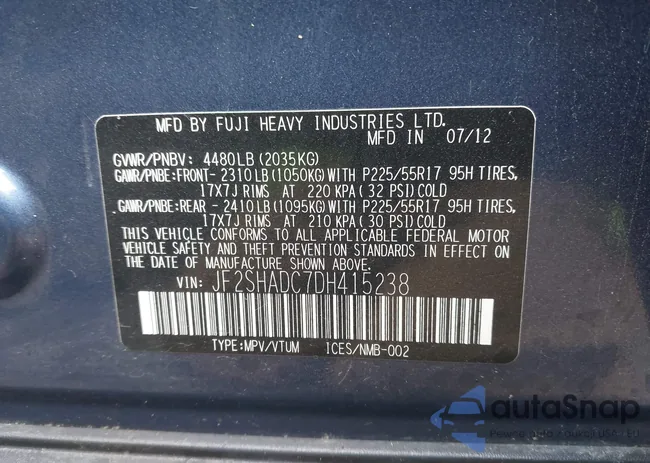 MFD BY FUJI HEAVY INDUSTRIES LTD.
MFD IN 07/12
GVWR/PNBV: 4480LB(2035KG)
GAWR/PNBE:FRONT- 2310LB(1050KG)WITH P225/55R17 95H TIRES,
17X7J RIMS AT 220 KPA(32 PSI)COLD
GAWR/PNBE:REAR - 2410LB(1095KG)WITH P225/55R17 95H TIRES,
17X7J RIMS AT 210 KPA(30 PSI)COLD
THIS VEHICLE CONFORMS TO ALL APPLICABLE FEDERAL MOTOR
VEHICLE SAFETY AND THEFT PREVENTION STANDARDS IN EFFECT ON
THE DATE OF MANUFACTURE SHOWN ABOVE.
VIN: JF2SHADC7DH415238
TYPE:MPV/VTUM ICES/NMB-002
autaSnap